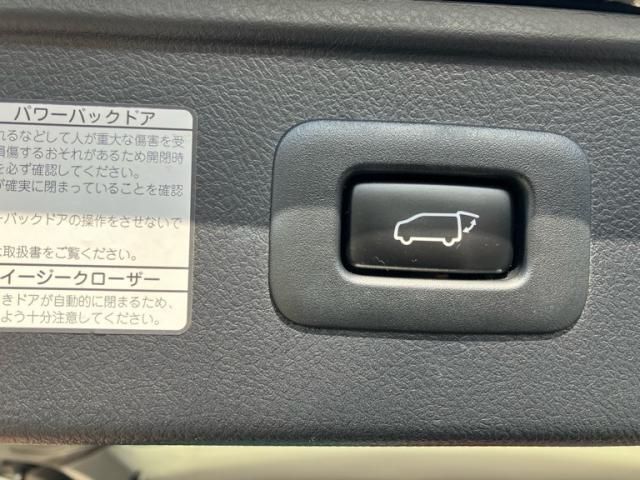 パワーバックドア
れるなどして人が重大な傷害を受
損傷するおそれがあるため開閉時
を必ず確認してください。
が確実に閉まっていることを確認
ーバックドアの操作をさせないで
な取扱書をご覧ください。
イージークローザー
きドアが自動的に閉まるため、
よう十分注意してください。